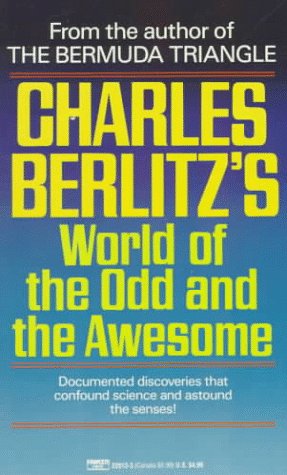 From the author of
THE BERMUDA TRIANGLE
CHARLES
BERLITZ'S
World of
the Odd and
the Awesome
Documented discoveries that
confound science and astound
the senses!